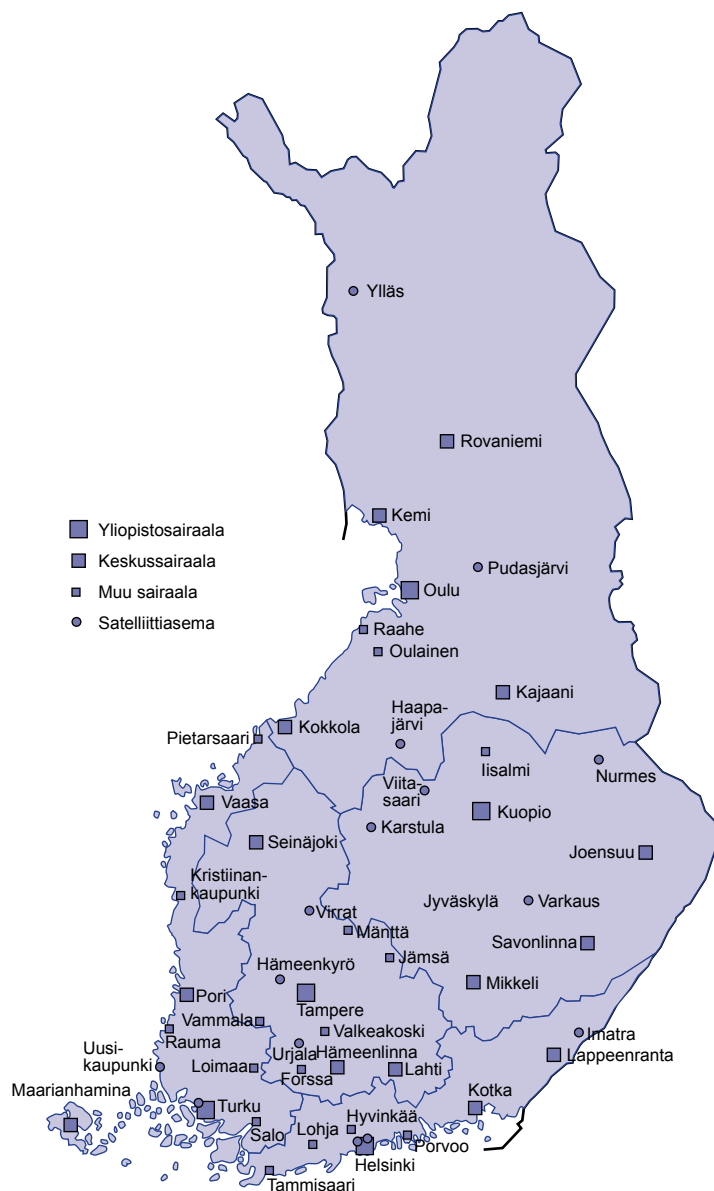 Ylläs
Rovaniemi
Kemi
Yliopistosairaala
Keskussairaala
Muu sairaala
Satelliittiasema
Pudasjärvi
Oulu
Raahe
Oulainen
Kajaani
Haapa-
järvi
Kokkola
Pietarsaari
Iisalmi
Nurmes
Viita-
saari
Vaasa
Kuopio
Karstula
Seinäjoki
Joensuu
Kristiinan-
kaupunki
Jyväskylä
Varkaus
Virrat
Mänttä
Savonlinna
Jämsä
Hämeenkyrö
Mikkeli
Pori
Tampere
Vammala
Valkeakoski
Rauma
Imatra
Uusi-
kaupunki
Urjala
Hämeenlinna
Lappeenranta
Loimaa
Forssa
Lahti
Maarianhamina
Turku
Kotka
Hyvinkää
Salo
Lohja
Porvoo
Helsinki
Tammisaari